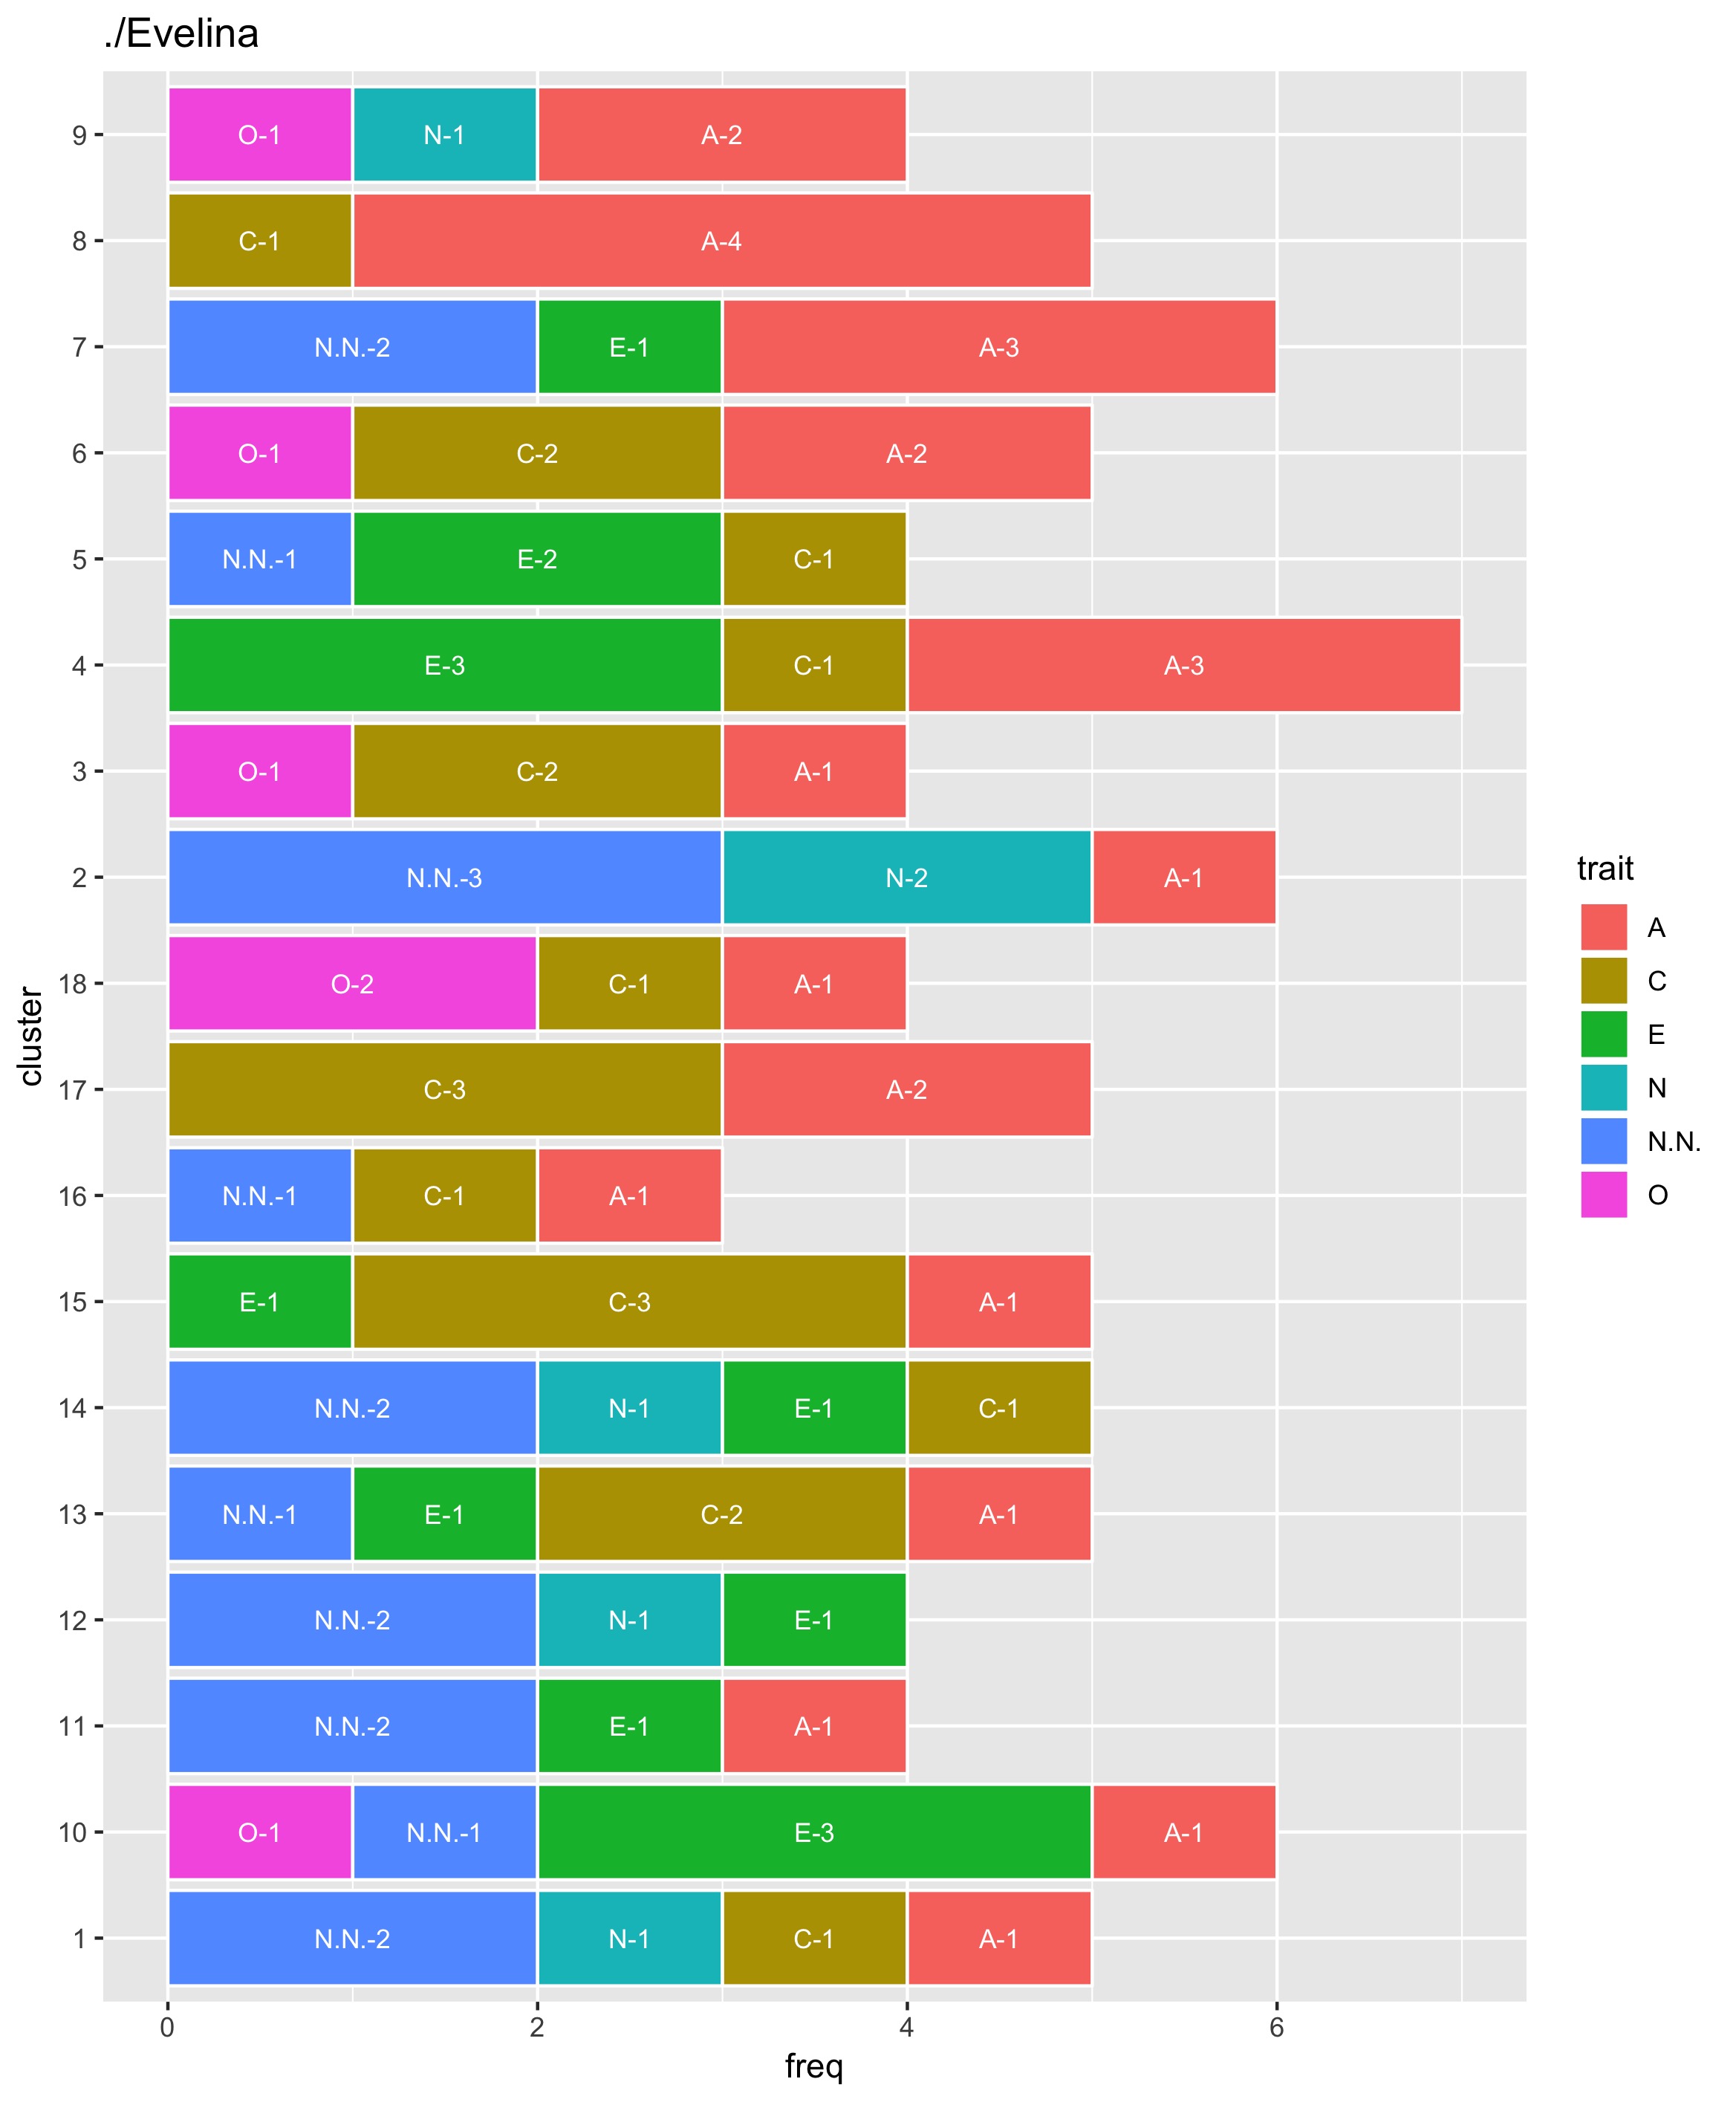 ./Evelina
9 O-1 N-1 A-2
8 C-1 A-4
7 N.N.-2 E-1 A-3
6 O-1 C-2 A-2
5 N.N.-1 E-2 C-1
4 E-3 C-1 A-3
3 O-1 C-2 A-1
2 N.N.-3 N-2 A-1
18 O-2 C-1 A-1
17 C-3 A-2
16 N.N.-1 C-1 A-1
15 E-1 C-3 A-1
14 N.N.-2 N-1 E-1 C-1
13 N.N.-1 E-1 C-2 A-1
12 N.N.-2 N-1 E-1
11 N.N.-2 E-1 A-1
10 O-1 N.N.-1 E-3 A-1
1 N.N.-2 N-1 C-1 A-1
0 2 4 6
freq
cluster
trait
A
C
E
N
N.N.
O